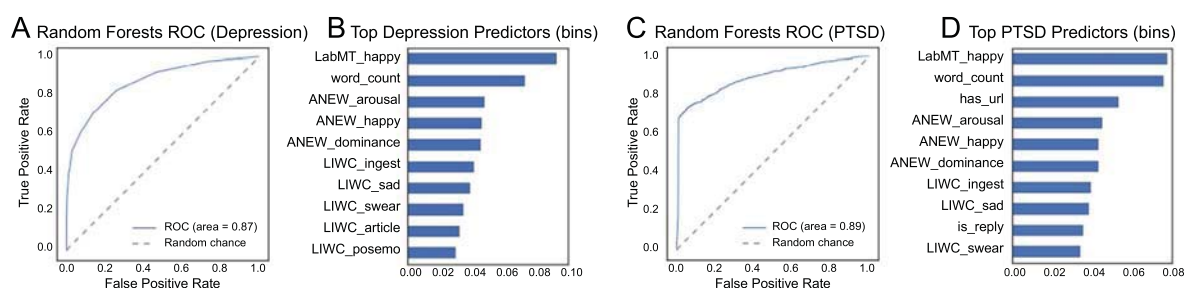 A Random Forests ROC (Depression)
True Positive Rate
1.0
0.8
0.6
0.4
0.2
0.0
ROC (area = 0.87)
Random chance
0.0 0.2 0.4 0.6 0.8 1.0
False Positive Rate
B Top Depression Predictors (bins)
LabMT_happy
word_count
ANEW_arousal
ANEW_happy
ANEW_dominance
LIWC_ingest
LIWC_sad
LIWC_swear
LIWC_article
LIWC_posemo
0.00 0.02 0.04 0.06 0.08 0.10
C Random Forests ROC (PTSD)
True Positive Rate
1.0
0.8
0.6
0.4
0.2
0.0
ROC (area = 0.89)
Random chance
0.0 0.2 0.4 0.6 0.8 1.0
False Positive Rate
D Top PTSD Predictors (bins)
LabMT_happy
word_count
has_url
ANEW_arousal
ANEW_happy
ANEW_dominance
LIWC_ingest
LIWC_sad
is_reply
LIWC_swear
0.00 0.02 0.04 0.06 0.08